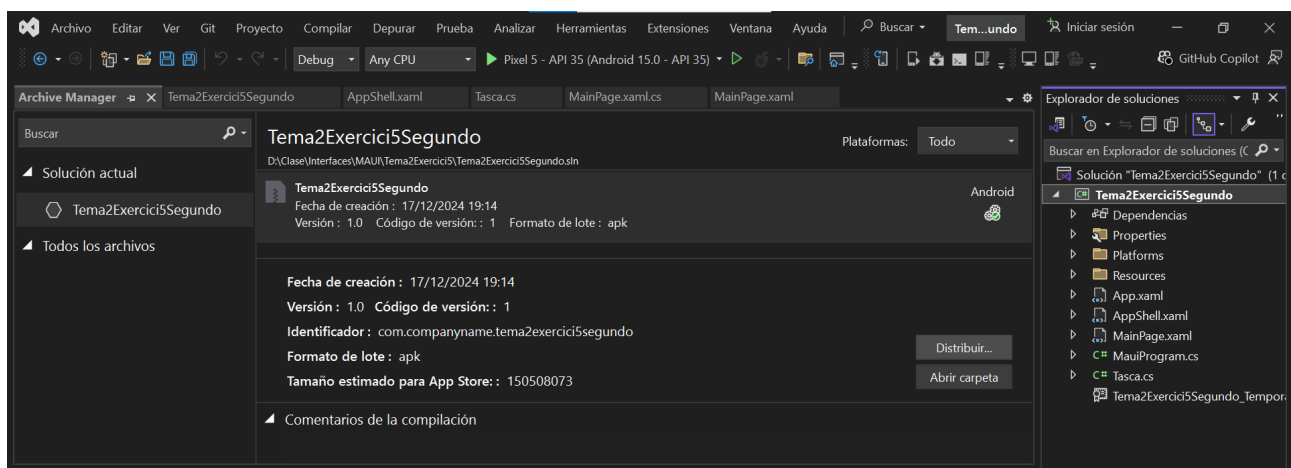 Archivo Editar Ver Git Proyecto Compilar Depurar Prueba Analizar Herramientas Extensiones Ventana Ayuda Buscar Tem...undo Iniciar sesión
Debug Any CPU Pixel 5 - API 35 (Android 15.0 - API 35) GitHub Copilot
Archive Manager Tema2Exercici5Segundo AppShell.xaml Tasca.cs MainPage.xaml.cs MainPage.xaml
Buscar
Solución actual
Tema2Exercici5Segundo
Todos los archivos
Tema2Exercici5Segundo
Plataformas: Todo
D:\Clase\Interfaces\MAUI\Tema2Exercici5\Tema2Exercici5Segundo.sln
Tema2Exercici5Segundo
Android
Fecha de creación : 17/12/2024 19:14
Versión : 1.0 Código de versión: : 1 Formato de lote : apk
Fecha de creación : 17/12/2024 19:14
Versión : 1.0 Código de versión: : 1
Identificador : com.companyname.tema2exercici5segundo
Formato de lote : apk
Tamaño estimado para App Store: : 150508073
Distribuir...
Abrir carpeta
Comentarios de la compilación
Explorador de soluciones
Buscar en Explorador de soluciones (C
Solución "Tema2Exercici5Segundo" (1 c
Tema2Exercici5Segundo
Dependencias
Properties
Platforms
Resources
App.xaml
AppShell.xaml
MainPage.xaml
C# MauiProgram.cs
C# Tasca.cs
Tema2Exercici5Segundo_Tempora